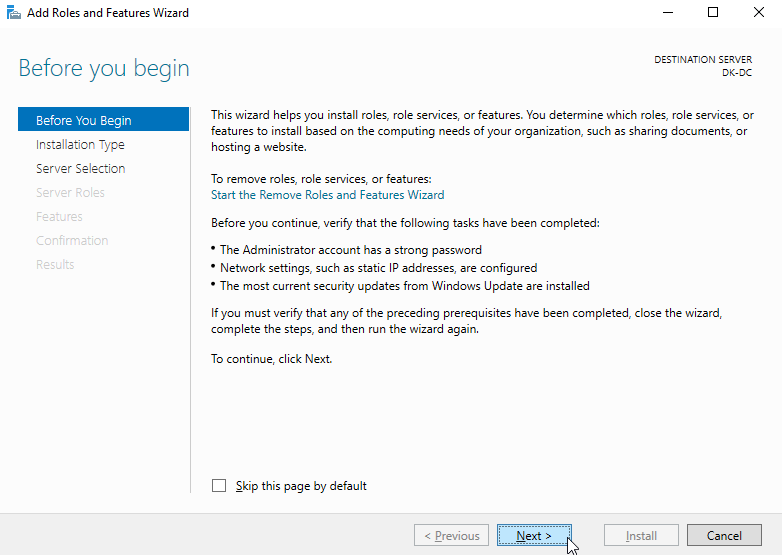 Add Roles and Features Wizard
Before you begin
DESTINATION SERVER
DK-DC
Before You Begin
Installation Type
Server Selection
Server Roles
Features
Confirmation
Results
This wizard helps you install roles, role services, or features. You determine which roles, role services, or
features to install based on the computing needs of your organization, such as sharing documents, or
hosting a website.
To remove roles, role services, or features:
Start the Remove Roles and Features Wizard
Before you continue, verify that the following tasks have been completed:
• The Administrator account has a strong password
• Network settings, such as static IP addresses, are configured
• The most current security updates from Windows Update are installed
If you must verify that any of the preceding prerequisites have been completed, close the wizard,
complete the steps, and then run the wizard again.
To continue, click Next.
Skip this page by default
< Previous
Next >
Install
Cancel